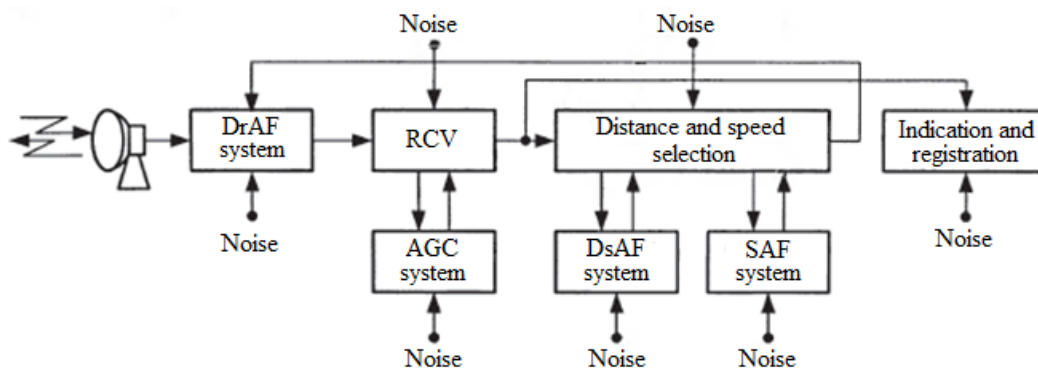 Noise
Noise
DrAF
system
RCV
Distance and speed
selection
Indication and
registration
Noise
AGC
system
DsAF
system
SAF
system
Noise
Noise
Noise
Noise